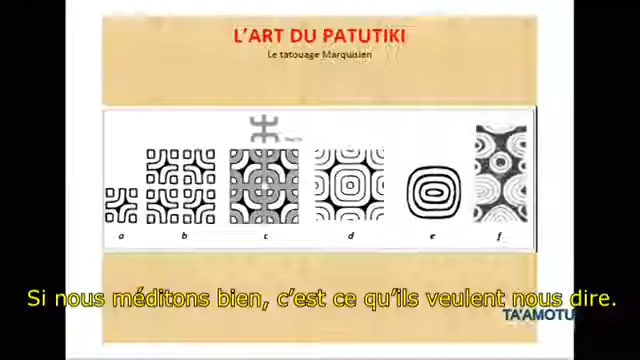 L'ART DU PATUTIKI
Le tatouage Marquisien
a b c d e f
Si nous méditons bien, c'est ce qu'ils veulent nous dire.
TA'AMOTU